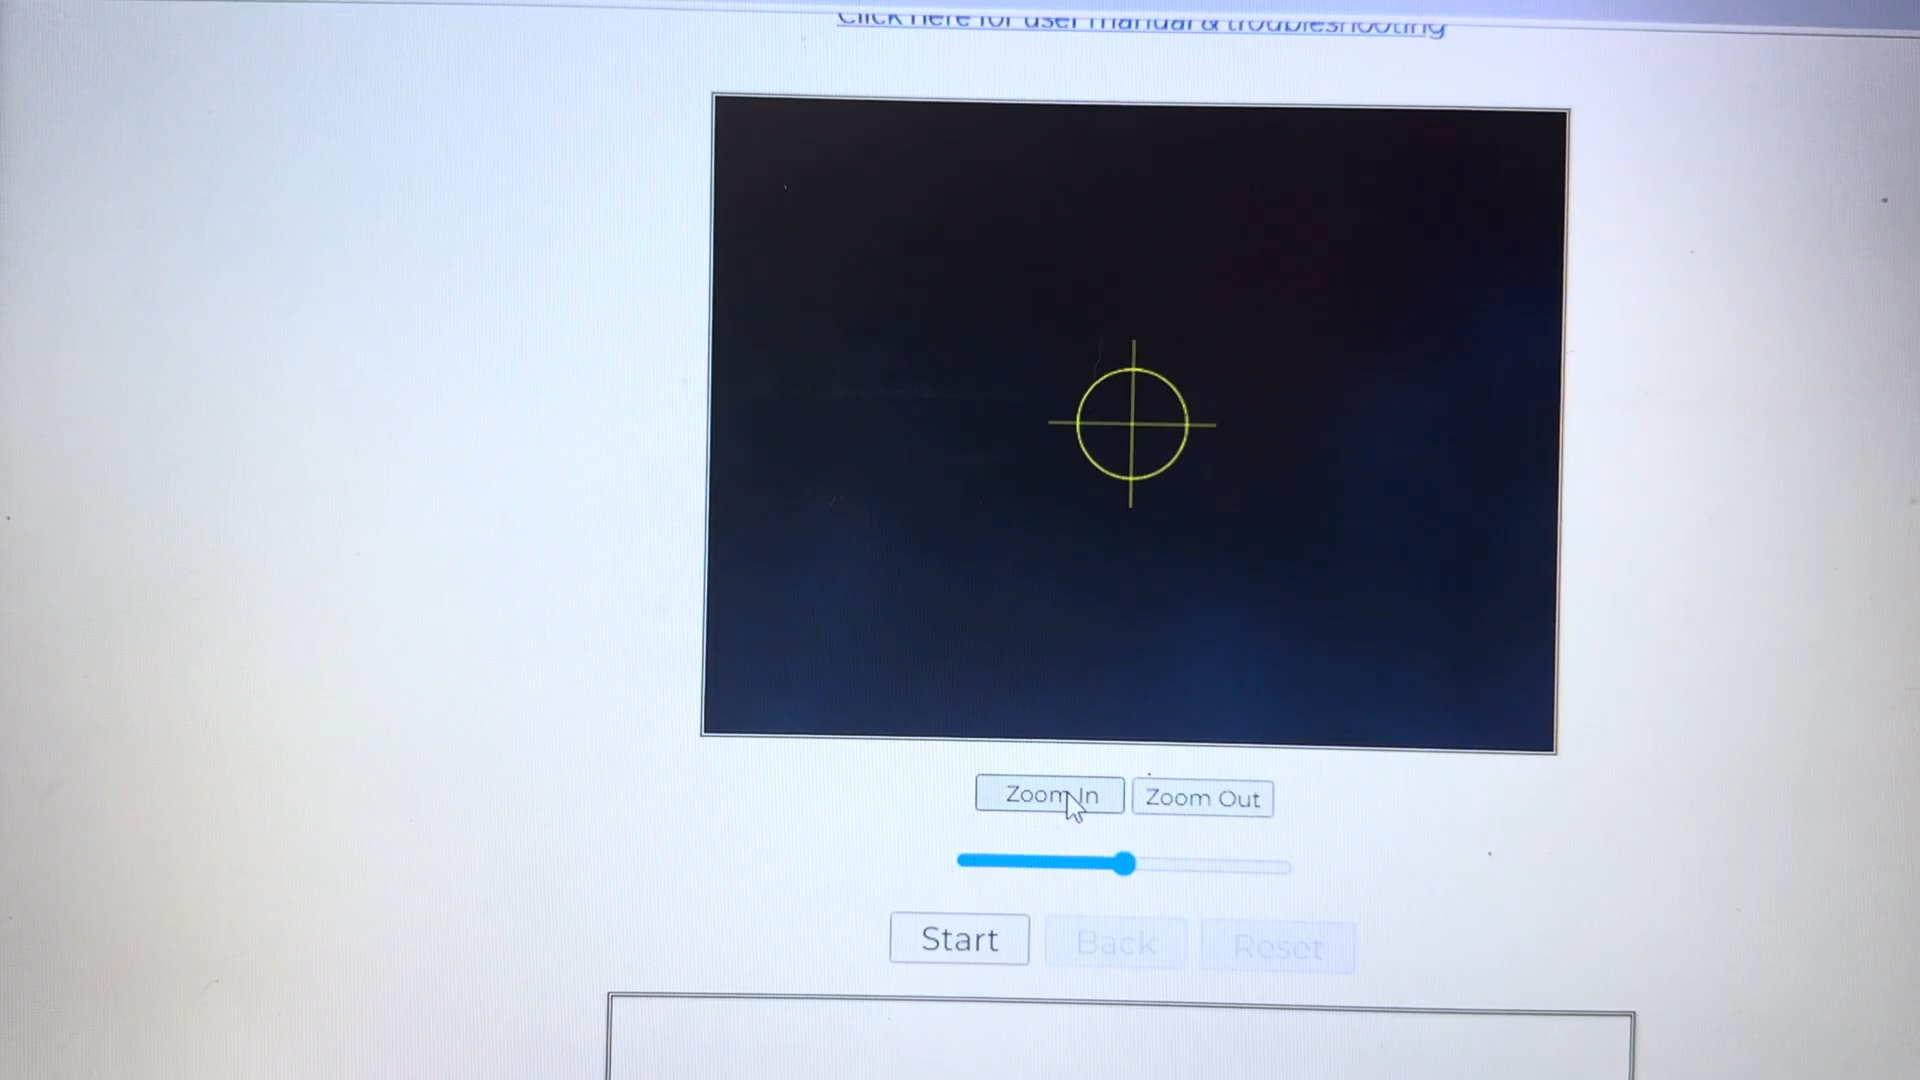 Click Here for user manual & troubleshooting
Zoom In
Zoom Out
Start
Back
Reset